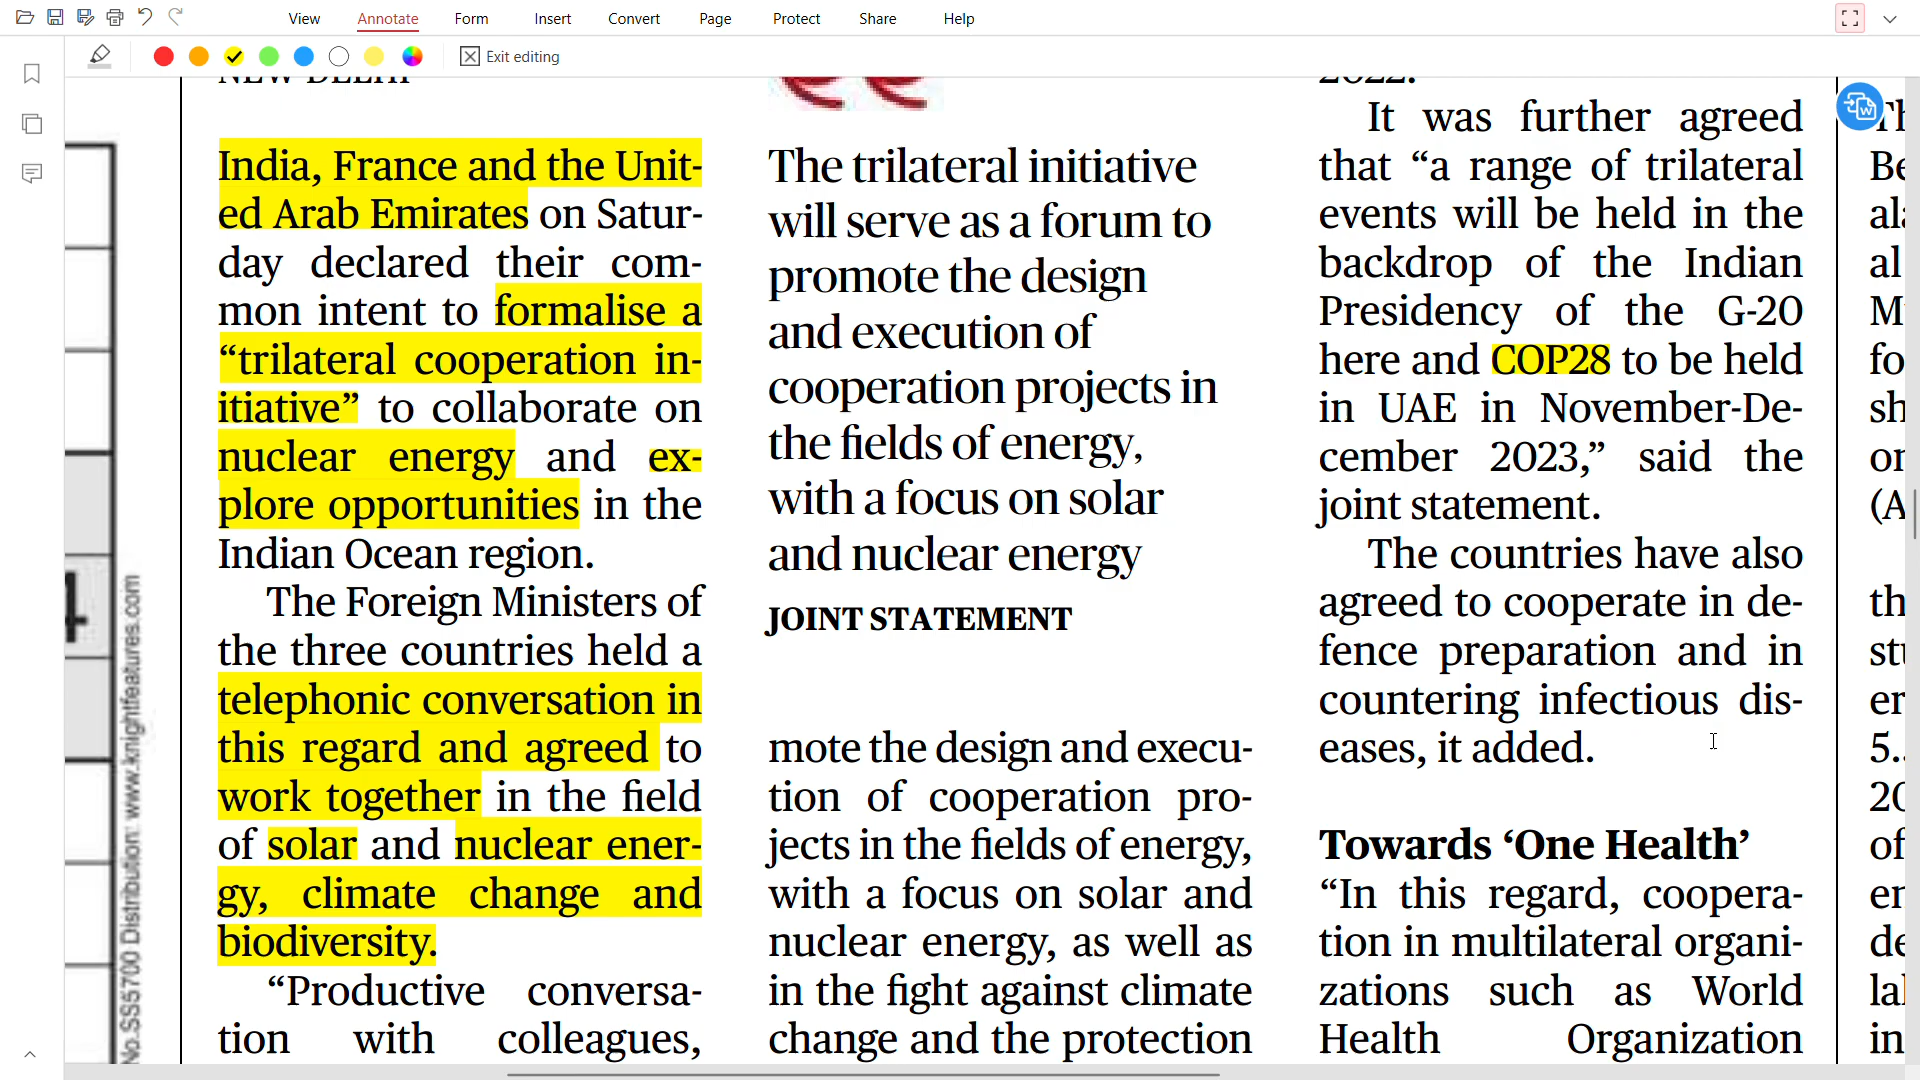 View Annotate Form Insert Convert Page Protect Share Help
Exit editing
NEW DELHI
India, France and the Unit-
ed Arab Emirates on Satur-
day declared their com-
mon intent to formalise a
“trilateral cooperation in-
itiative” to collaborate on
nuclear energy and ex-
plore opportunities in the
Indian Ocean region.
The Foreign Ministers of
the three countries held a
telephonic conversation in
this regard and agreed to
work together in the field
of solar and nuclear ener-
gy, climate change and
biodiversity.
“Productive conversa-
tion with colleagues,
The trilateral initiative
will serve as a forum to
promote the design
and execution of
cooperation projects in
the fields of energy,
with a focus on solar
and nuclear energy
JOINT STATEMENT
mote the design and execu-
tion of cooperation pro-
jects in the fields of energy,
with a focus on solar and
nuclear energy, as well as
in the fight against climate
change and the protection
2022.
It was further agreed
that “a range of trilateral
events will be held in the
backdrop of the Indian
Presidency of the G-20
here and COP28 to be held
in UAE in November-De-
cember 2023,” said the
joint statement.
The countries have also
agreed to cooperate in de-
fence preparation and in
countering infectious dis-
eases, it added.
Towards ‘One Health’
“In this regard, coopera-
tion in multilateral organi-
zations such as World
Health Organization
4
No.SS5700 Distribution: www.knightfeatures.com